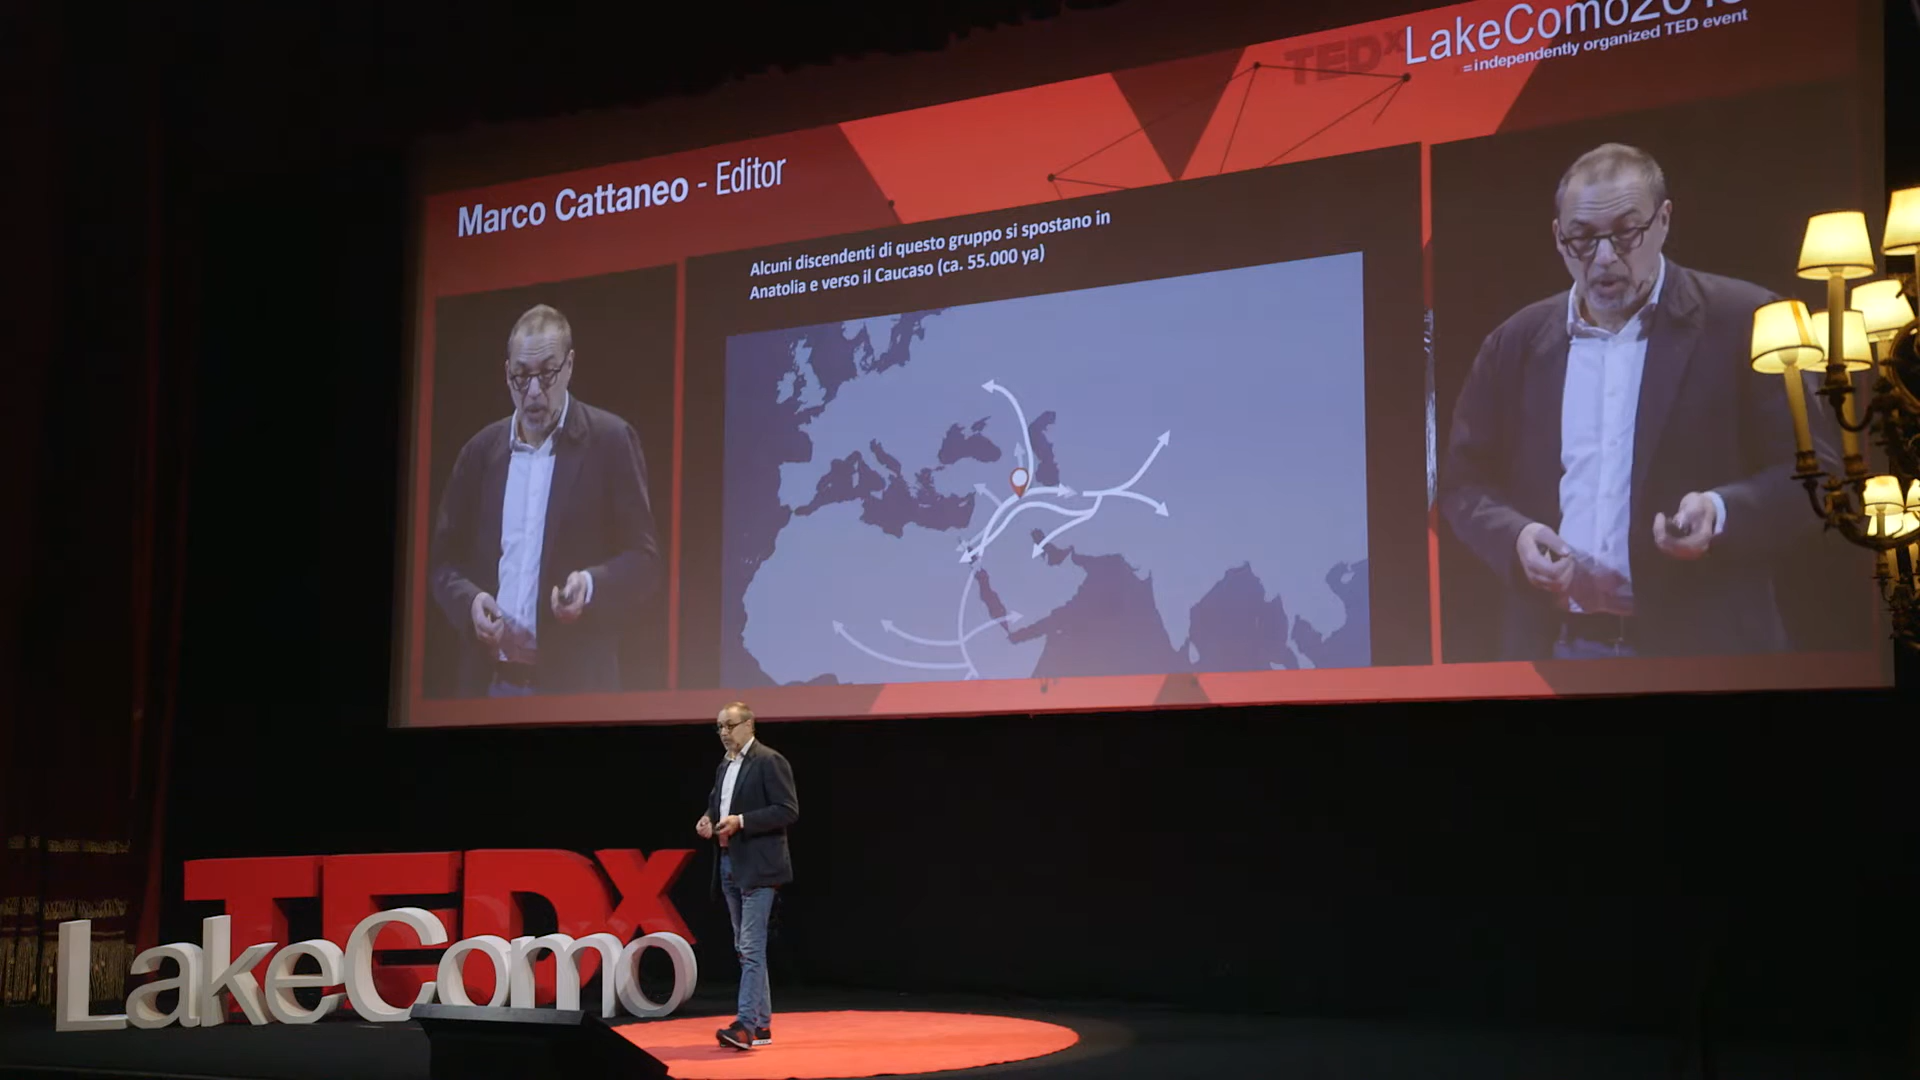 TEDx LakeComo
=independently organized TED event
Marco Cattaneo - Editor
Alcuni discendenti di questo gruppo si spostano in
Anatolia e verso il Caucaso (ca. 55.000 ya)
TEDx
LakeComo